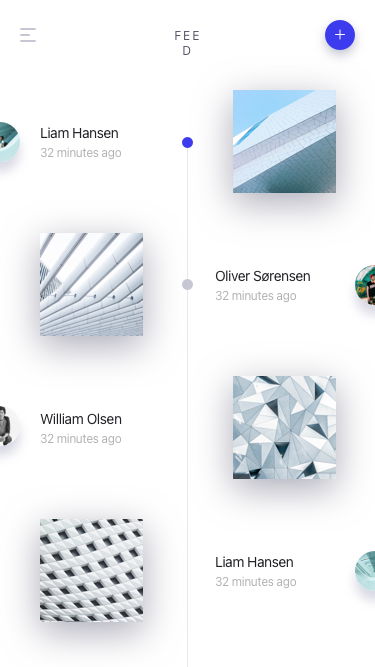 FEE
D
Liam Hansen
32 minutes ago
Oliver Sørensen
32 minutes ago
William Olsen
32 minutes ago
Liam Hansen
32 minutes ago